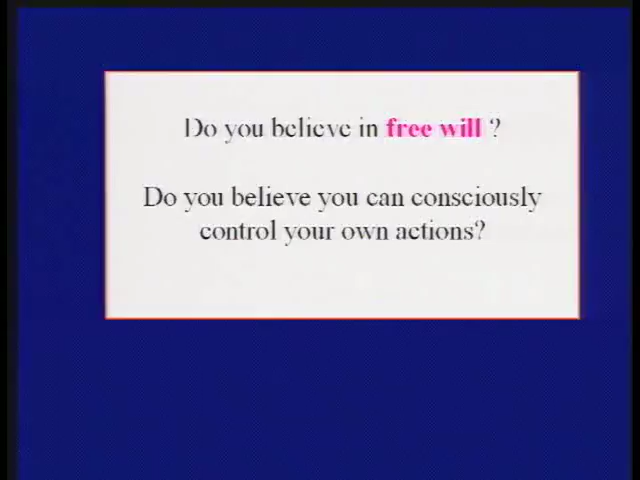 Do you believe in free will ?
Do you believe you can consciously
control your own actions?